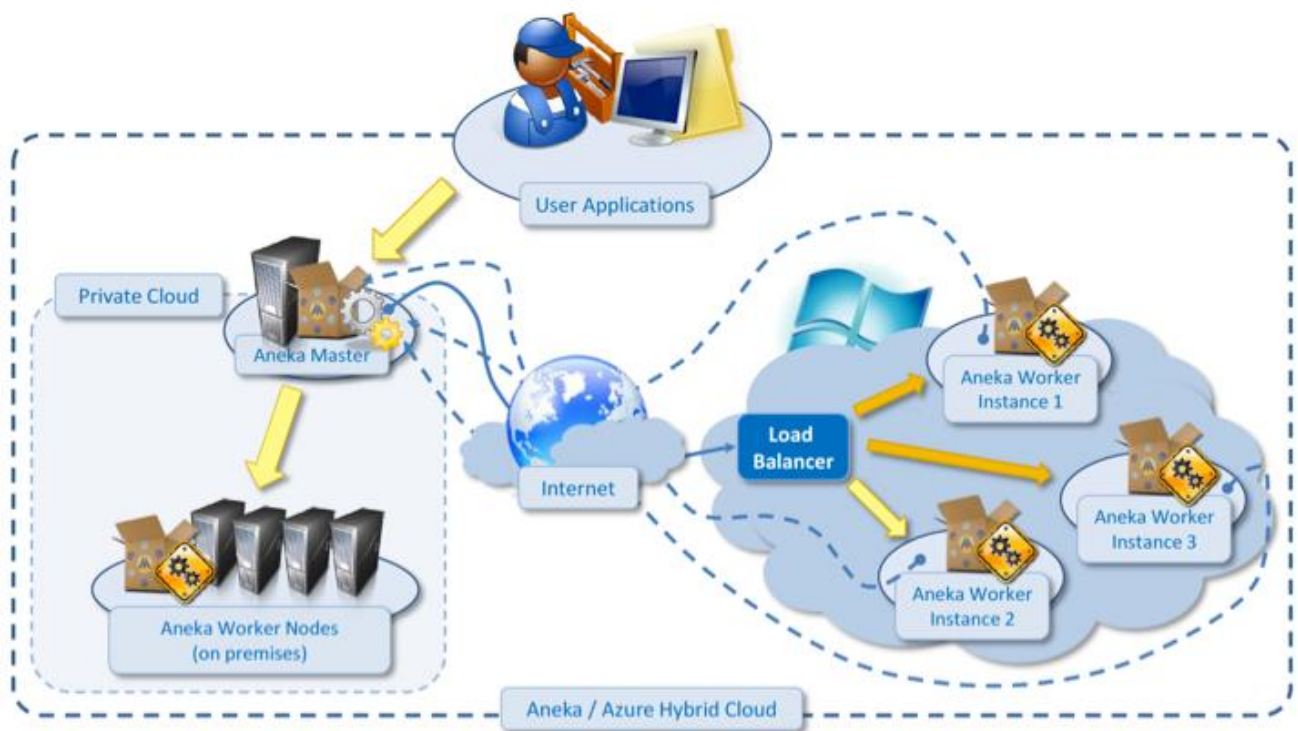 User Applications
Private Cloud
Aneka Master
Aneka Worker
Instance 1
Load
Balancer
Internet
Aneka Worker
Instance 3
Aneka Worker
Instance 2
Aneka Worker Nodes
(on premises)
Aneka / Azure Hybrid Cloud